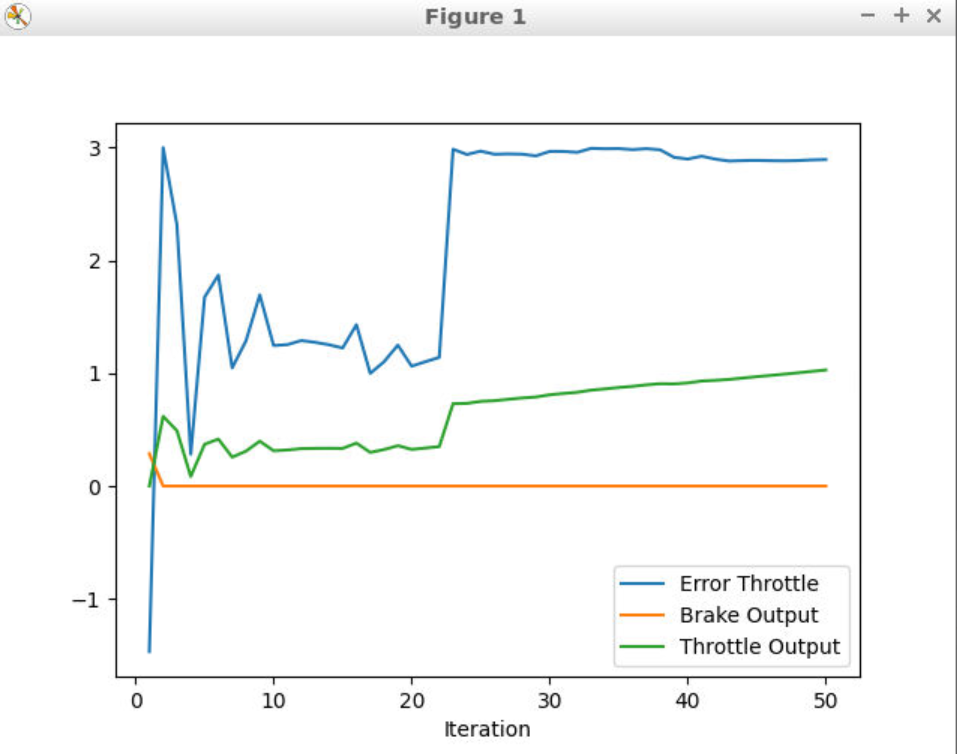 Figure 1
3
2
1
0
−1
0 10 20 30 40 50
Iteration
Error Throttle
Brake Output
Throttle Output